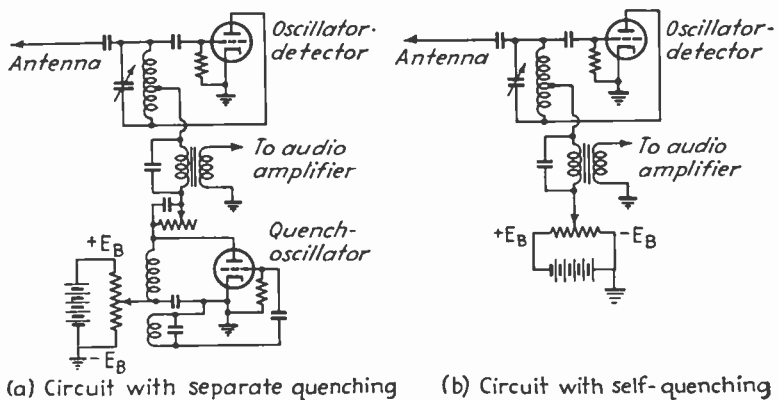 Oscillator-
detector
Antenna
To audio
amplifier
Quench-
oscillator
+E_B
-E_B
(a) Circuit with separate quenching
Oscillator-
detector
Antenna
To audio
amplifier
+E_B
-E_B
(b) Circuit with self-quenching